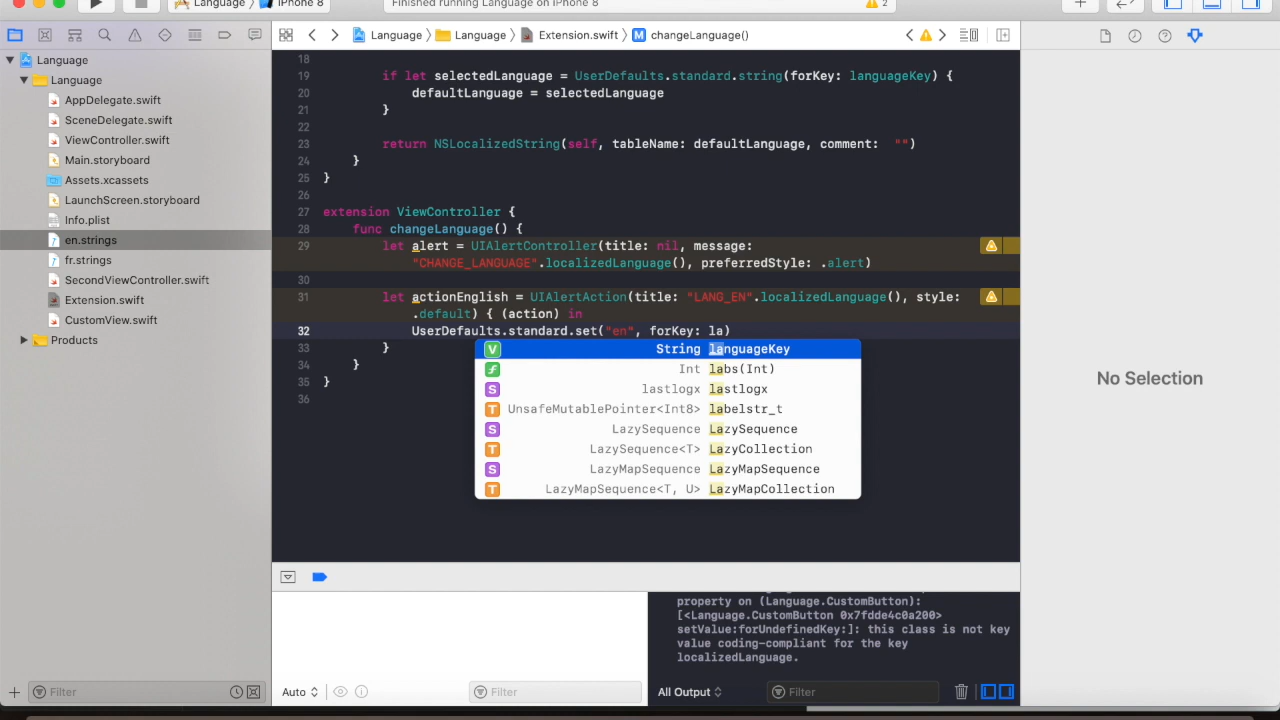 Language
iPhone 8
Finished running Language on iPhone 8
2
Language
Language
Extension.swift
M
changeLanguage()
Language
Language
AppDelegate.swift
SceneDelegate.swift
ViewController.swift
Main.storyboard
Assets.xcassets
LaunchScreen.storyboard
Info.plist
en.strings
fr.strings
SecondViewController.swift
Extension.swift
CustomView.swift
Products
Filter
18
19 if let selectedLanguage = UserDefaults.standard.string(forKey: languageKey) {
20 defaultLanguage = selectedLanguage
21 }
22
23 return NSLocalizedString(self, tableName: defaultLanguage, comment: "")
24 }
25 }
26
27 extension ViewController {
28 func changeLanguage() {
29 let alert = UIAlertController(title: nil, message:
"CHANGE_LANGUAGE".localizedLanguage(), preferredStyle: .alert)
30
31 let actionEnglish = UIAlertAction(title: "LANG_EN".localizedLanguage(), style:
.default) { (action) in
32 UserDefaults.standard.set("en", forKey: la)
33 }
34 }
35 }
36
V String languageKey
f Int labs(Int)
S lastlogx lastlogx
T UnsafeMutablePointer<Int8> labelstr_t
S LazySequence LazySequence
T LazySequence<T> LazyCollection
S LazyMapSequence LazyMapSequence
T LazyMapSequence<T, U> LazyMapCollection
No Selection
property on (Language.CustomButton):
[<Language.CustomButton 0x7fdde4c0a200>
setValue:forUndefinedKey:]: this class is not key
value coding-compliant for the key
localizedLanguage.
Auto
Filter
All Output
Filter